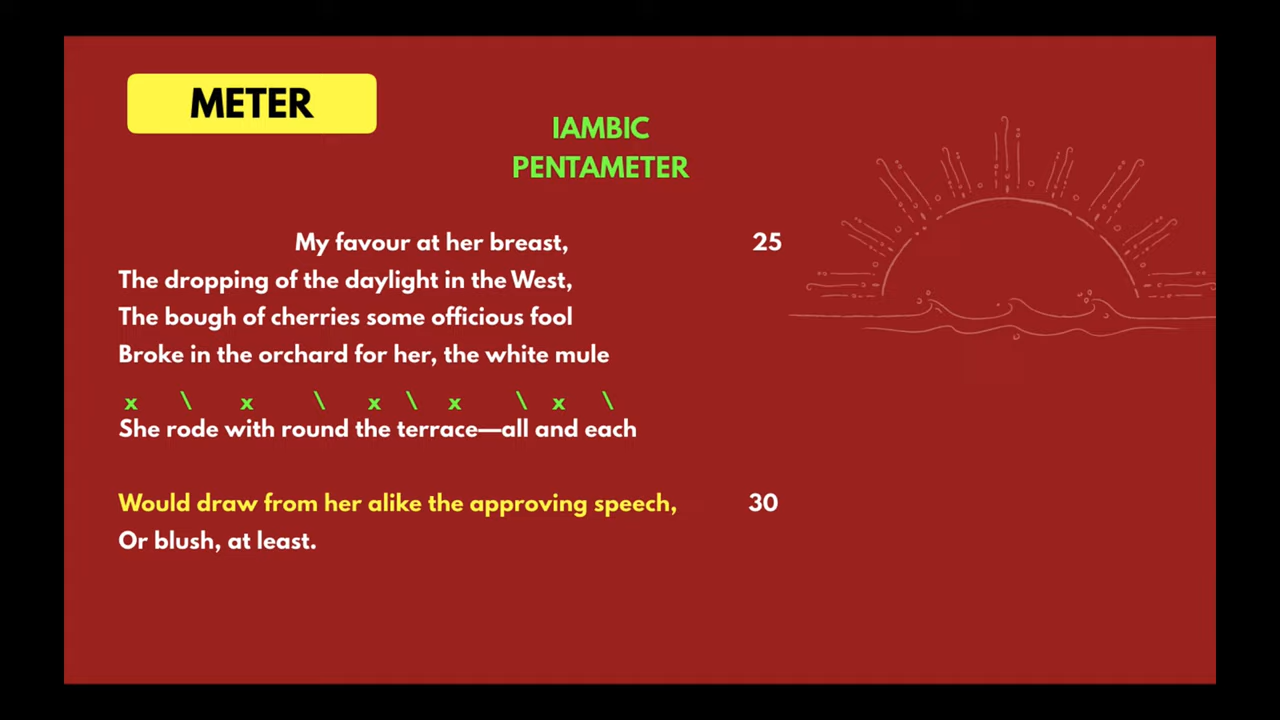 METER
IAMBIC
PENTAMETER
My favour at her breast, 25
The dropping of the daylight in the West,
The bough of cherries some officious fool
Broke in the orchard for her, the white mule
x \ x \ x \ x \ x \
She rode with round the terrace—all and each
Would draw from her alike the approving speech, 30
Or blush, at least.